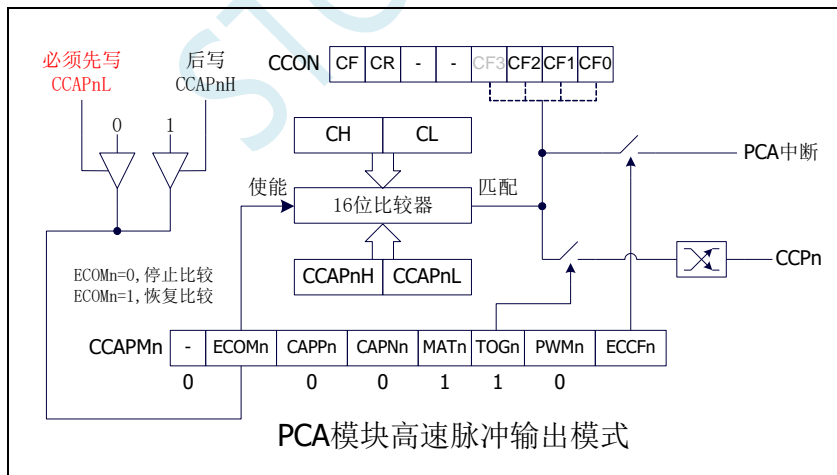 必须先写
CCAPnL
后写
CCAPnH
0
1
CCON
CF CR - - CF3 CF2 CF1 CF0
CH CL
PCA中断
使能
16位比较器
匹配
CCAPnH CCAPnL
CCPn
ECOMn=0,停止比较
ECOMn=1,恢复比较
CCAPMn
- ECOMn CAPPn CAPNn MATn TOGn PWMn ECCFn
0 0 0 1 1 0
PCA模块高速脉冲输出模式